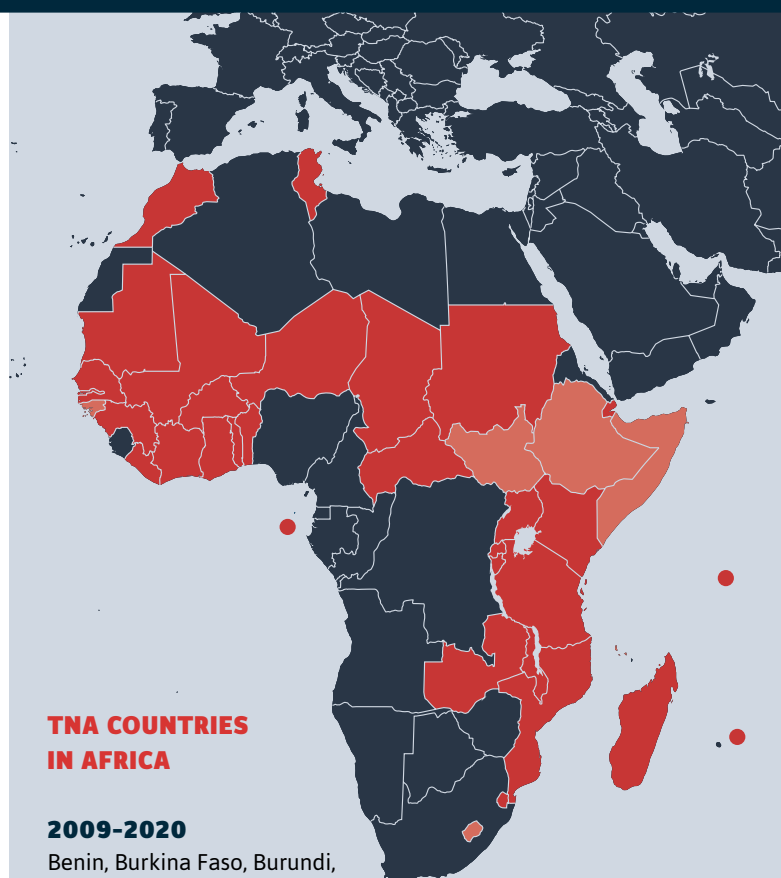 TNA COUNTRIES
IN AFRICA
2009-2020
Benin, Burkina Faso, Burundi,